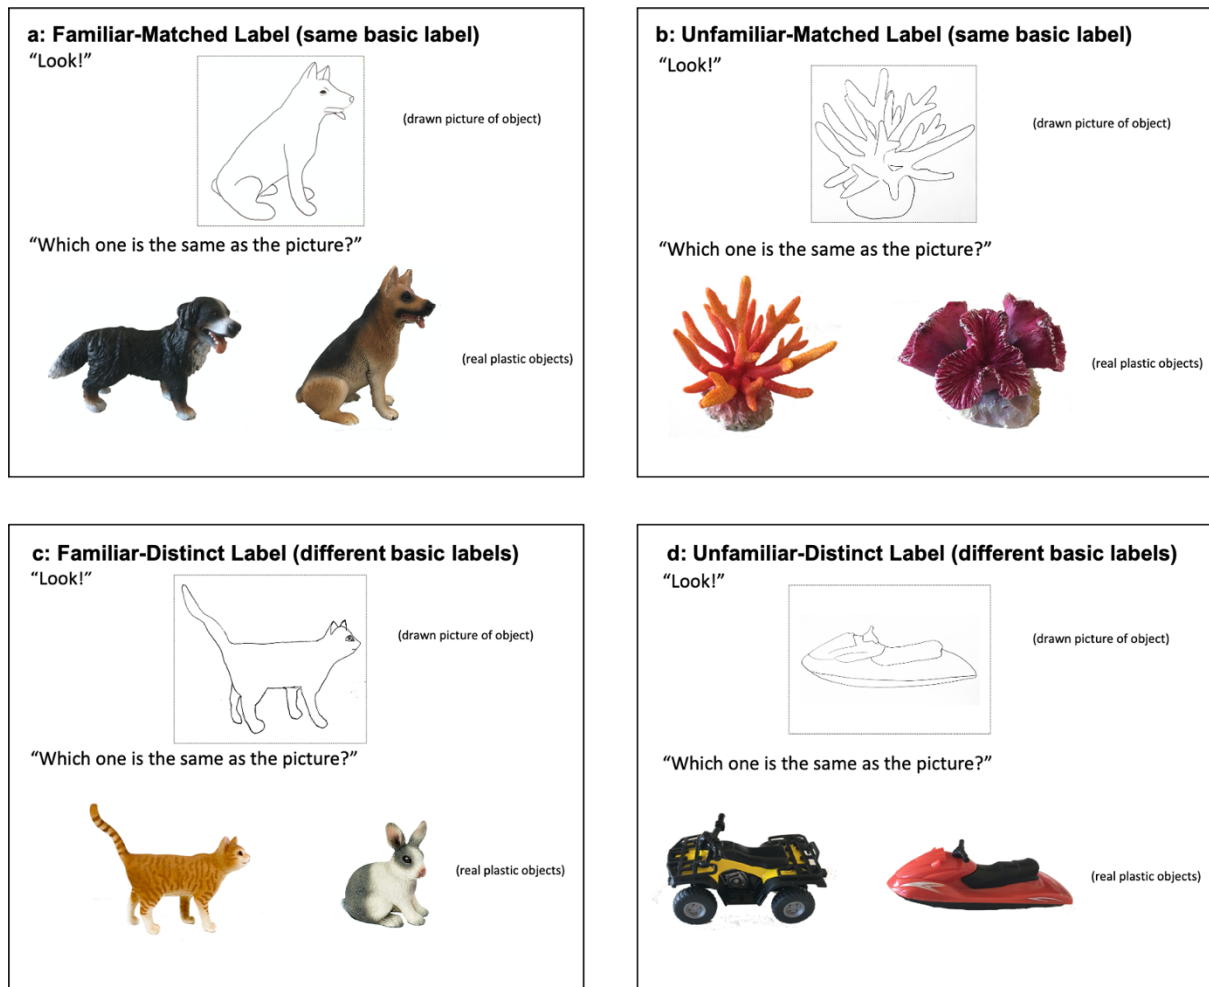 a: Familiar-Matched Label (same basic label)
“Look!”
(drawn picture of object)
“Which one is the same as the picture?”
(real plastic objects)
b: Unfamiliar-Matched Label (same basic label)
“Look!”
(drawn picture of object)
“Which one is the same as the picture?”
(real plastic objects)
c: Familiar-Distinct Label (different basic labels)
“Look!”
(drawn picture of object)
“Which one is the same as the picture?”
(real plastic objects)
d: Unfamiliar-Distinct Label (different basic labels)
“Look!”
(drawn picture of object)
“Which one is the same as the picture?”
(real plastic objects)